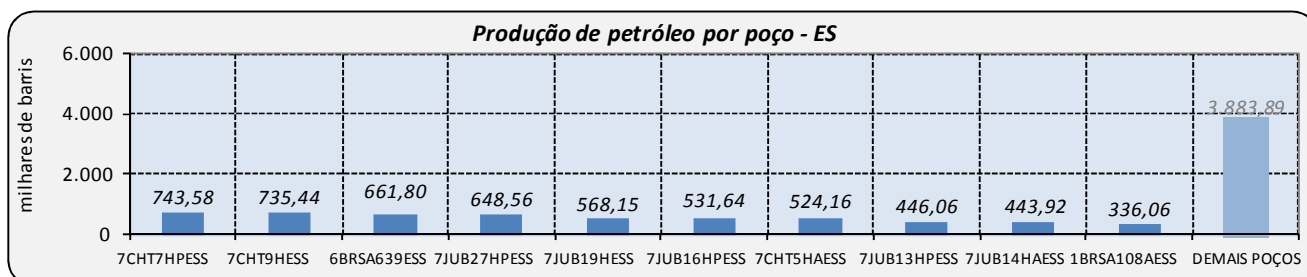 Produção de petróleo por poço - ES
milhares de barris
6.000
4.000
2.000
0
743,58
735,44
661,80
648,56
568,15
531,64
524,16
446,06
443,92
336,06
3.883,89
7CHT7HPESS
7CHT9HESS
6BRSA639ESS
7JUB27HPESS
7JUB19HESS
7JUB16HPESS
7CHT5HAESS
7JUB13HPESS
7JUB14HAESS
1BRSA108AESS
DEMAIS POÇOS